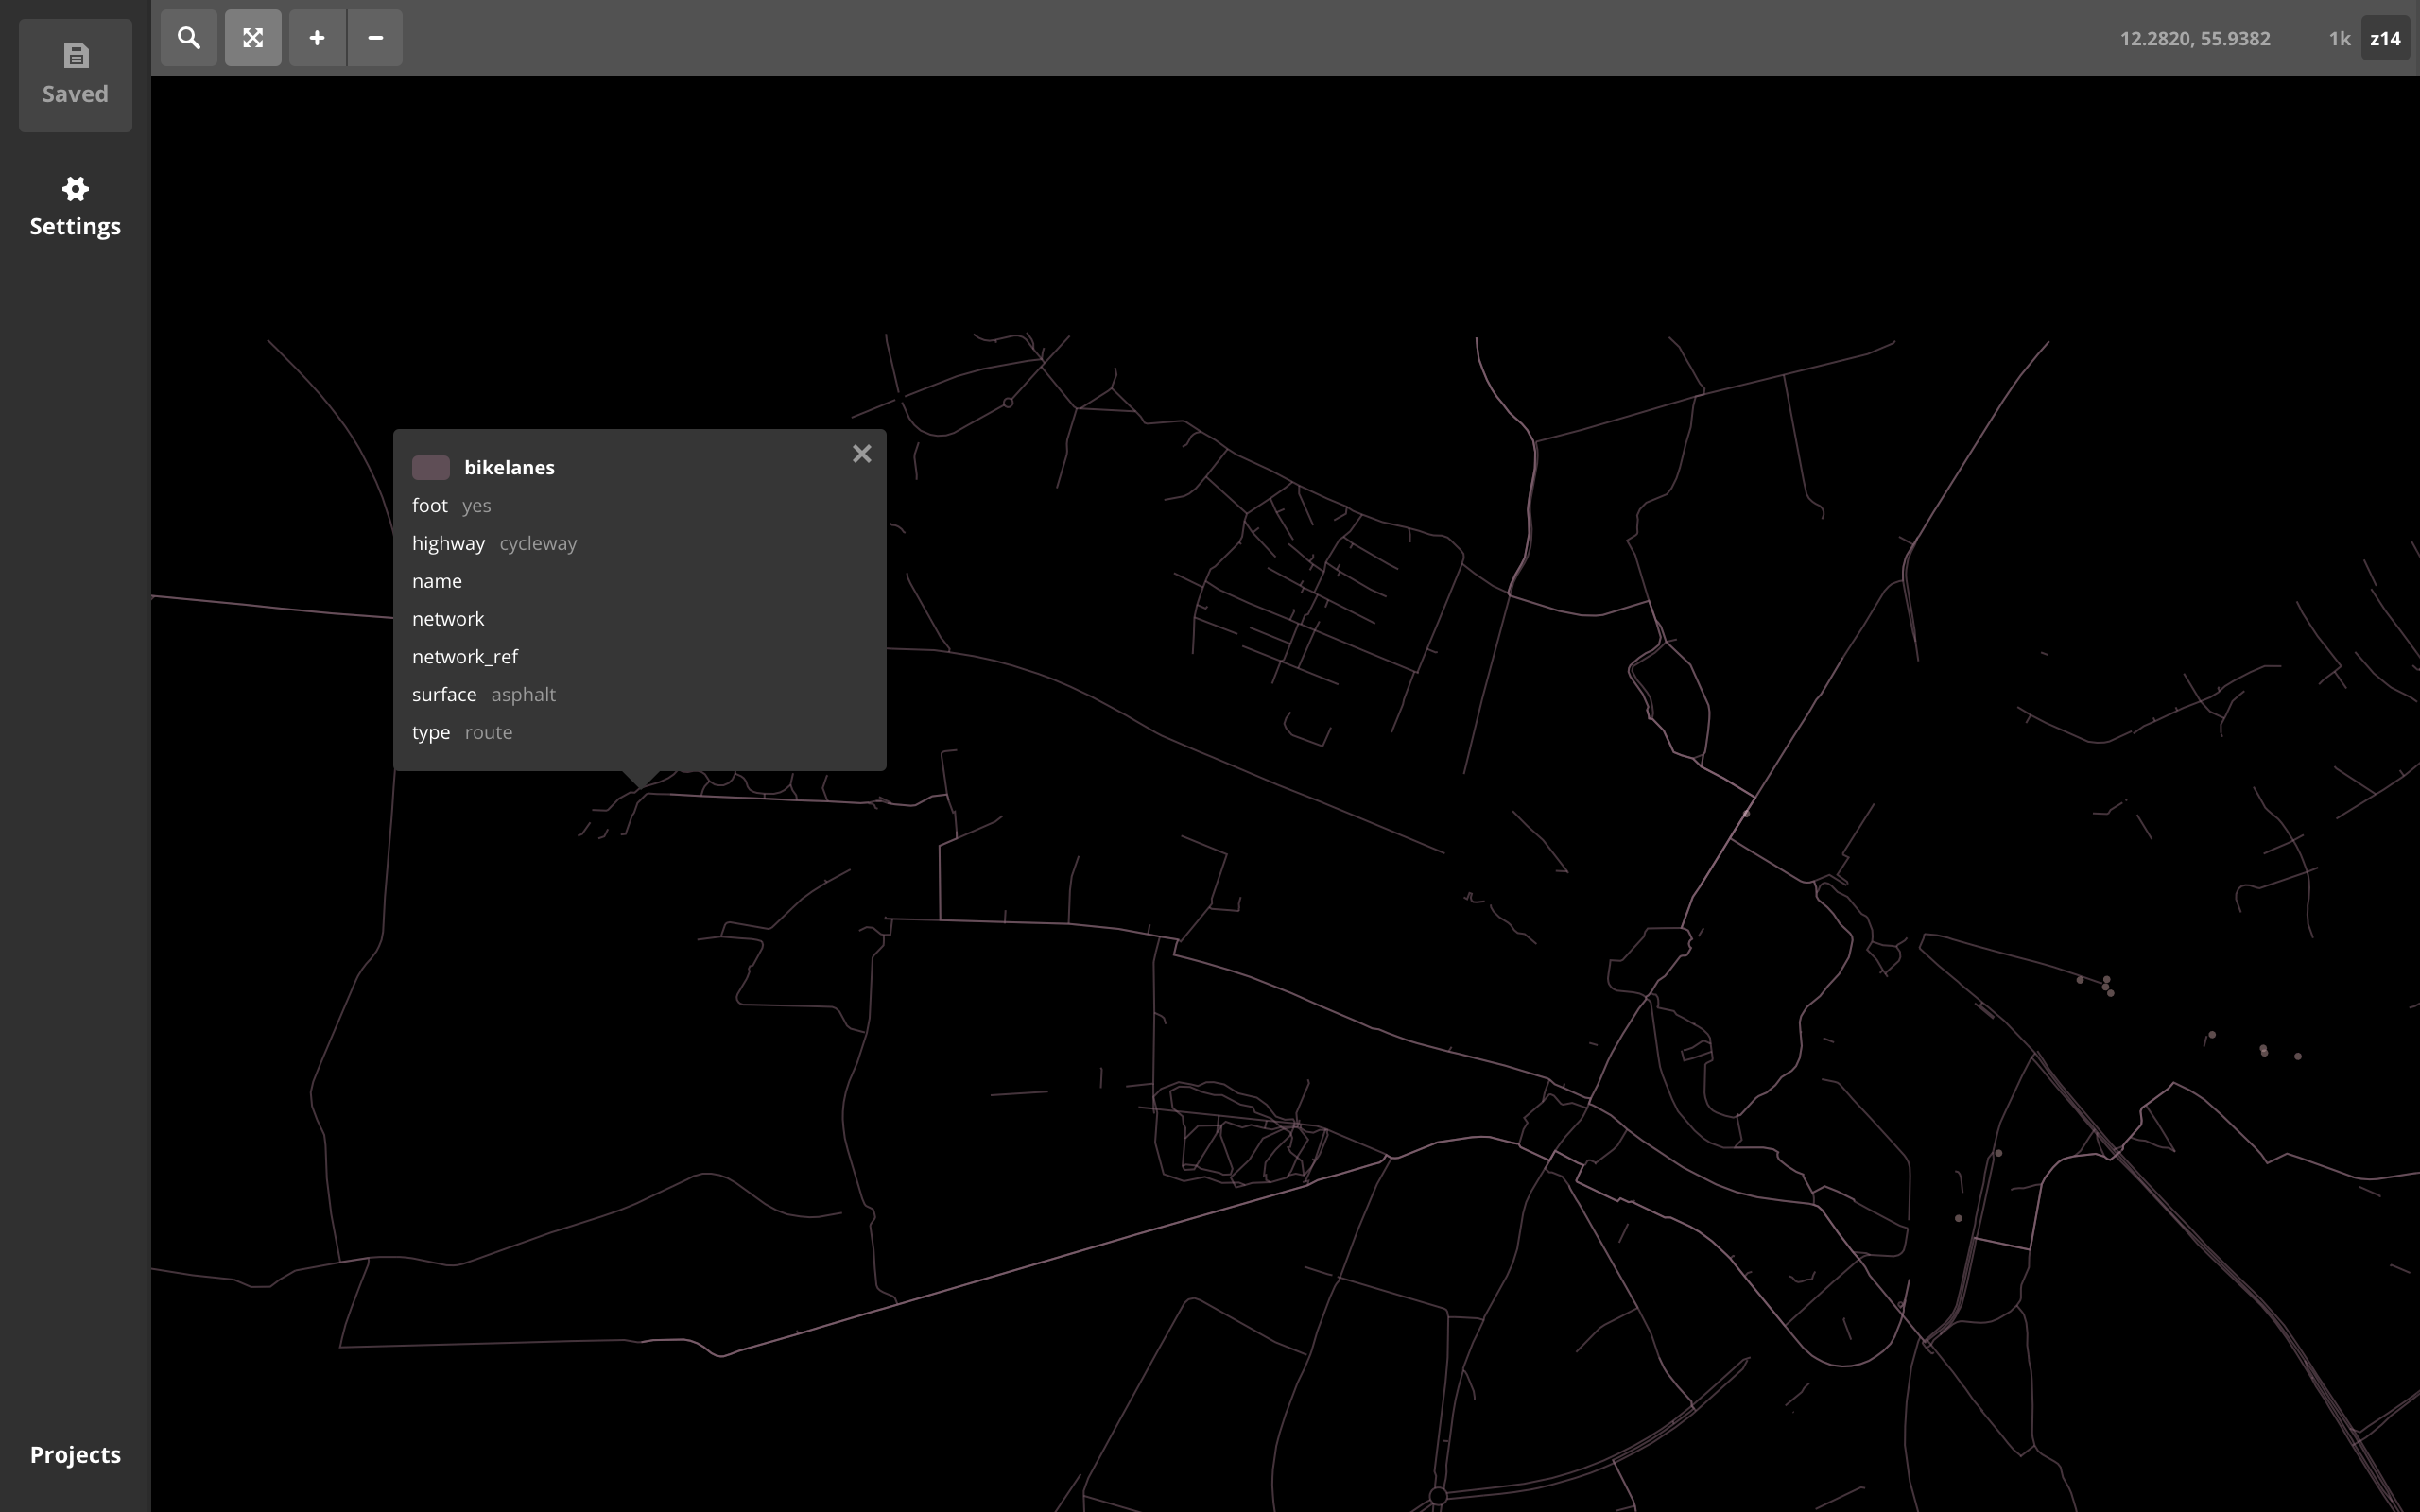 Saved
Settings
Projects
12.2820, 55.9382 1k z14
bikelanes
foot yes
highway cycleway
name
network
network_ref
surface asphalt
type route